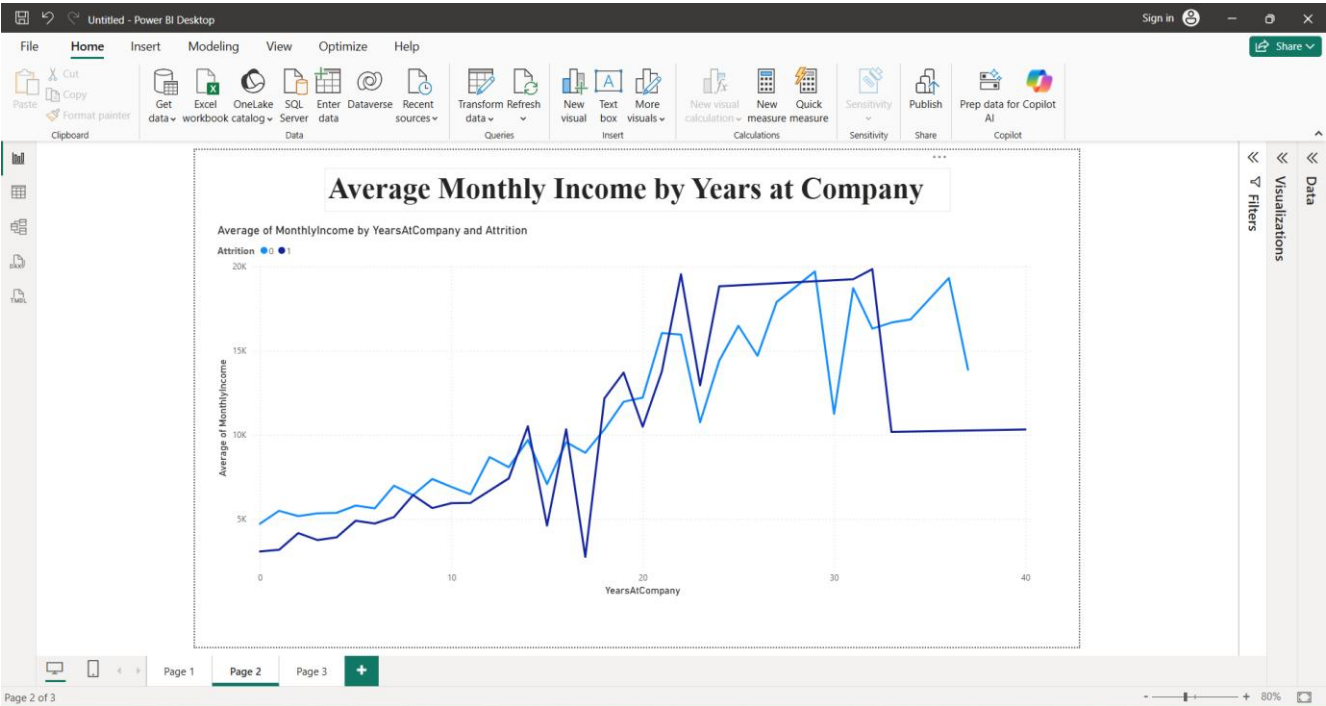 Untitled - Power BI Desktop
Sign in
File Home Insert Modeling View Optimize Help
Share
Paste
Cut
Copy
Format painter
Clipboard
Get data
Excel workbook
OneLake catalog
SQL Server
Enter data
Dataverse
Recent sources
Data
Transform data
Refresh
Queries
New visual
Text box
More visuals
Insert
New visual calculation
New measure
Quick measure
Calculations
Sensitivity
Sensitivity
Publish
Share
Prep data for AI
Copilot
Copilot
Average Monthly Income by Years at Company
Average of MonthlyIncome by YearsAtCompany and Attrition
Attrition 0 1
20K
15K
10K
5K
Average of MonthlyIncome
0 10 20 30 40
YearsAtCompany
Filters
Visualizations
Data
DAX
TMDL
Page 1 Page 2 Page 3 +
Page 2 of 3
- + 80%